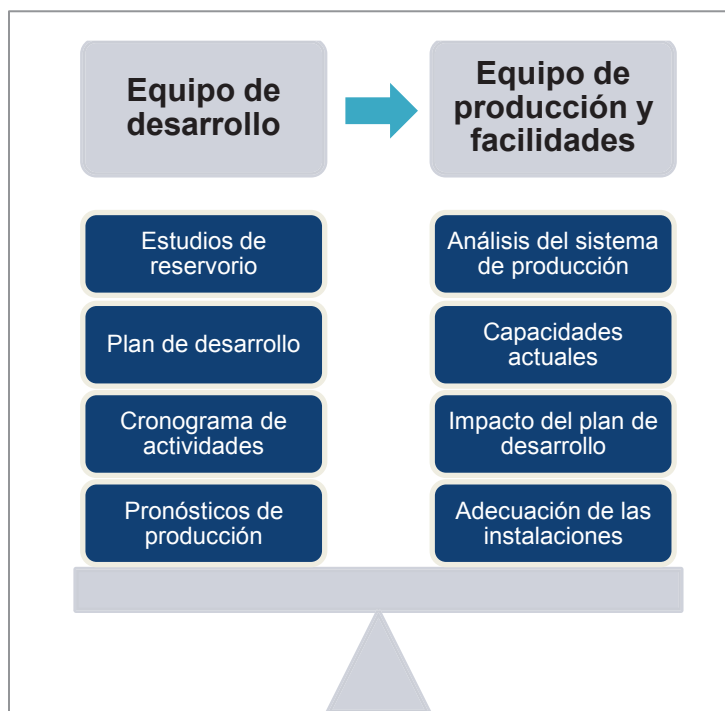 Equipo de
desarrollo
Equipo de
producción y
facilidades
Estudios de
reservorio
Plan de desarrollo
Cronograma de
actividades
Pronósticos de
producción
Análisis del sistema
de producción
Capacidades
actuales
Impacto del plan de
desarrollo
Adecuación de las
instalaciones